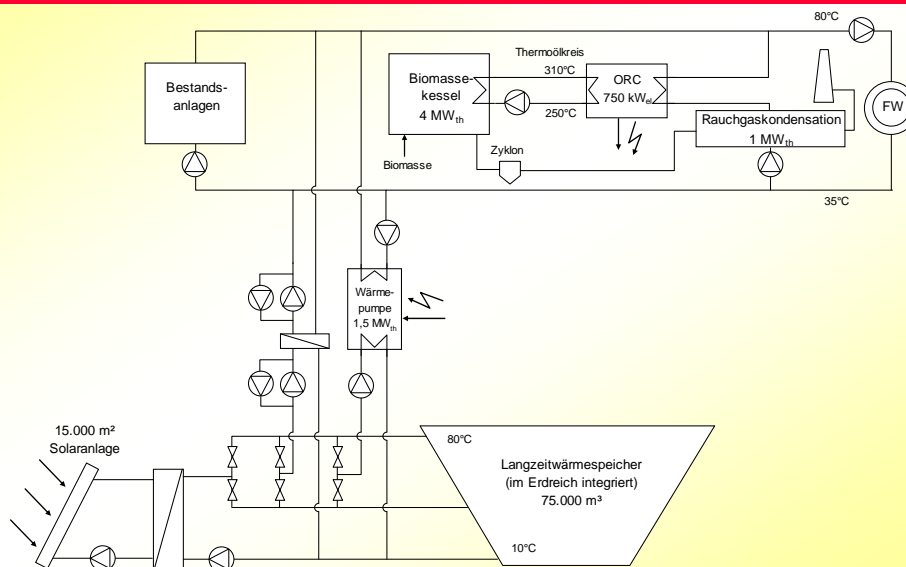 80°C
Thermoölkreis
310°C
250°C
Biomasse-
kessel
4 MWth
ORC
750 kWel
Bestands-
anlagen
FW
Rauchgaskondensation
1 MWth
Zyklon
Biomasse
35°C
Wärme-
pumpe
1,5 MWth
15.000 m²
Solaranlage
80°C
Langzeitwärmespeicher
(im Erdreich integriert)
75.000 m³
10°C